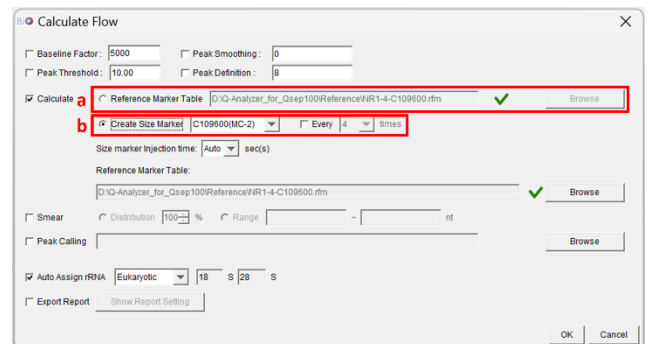 BiO Calculate Flow
Baseline Factor: 5000 Peak Smoothing: 0
Peak Threshold: 10.00 Peak Definition: 8
Calculate a Reference Marker Table D:\Q-Analyzer_for_Qsep100\Reference\NR1-4-C109600.rfm Browse
b Create Size Marker C109600(MC-2) Every 4 times
Size marker Injection time: Auto sec(s)
Reference Marker Table:
D:\Q-Analyzer_for_Qsep100\Reference\NR1-4-C109600.rfm Browse
Smear Distribution 100 % Range ~ nt
Peak Calling Browse
Auto Assign rRNA Eukaryotic 18 S 28 S
Export Report Show Report Setting
OK Cancel